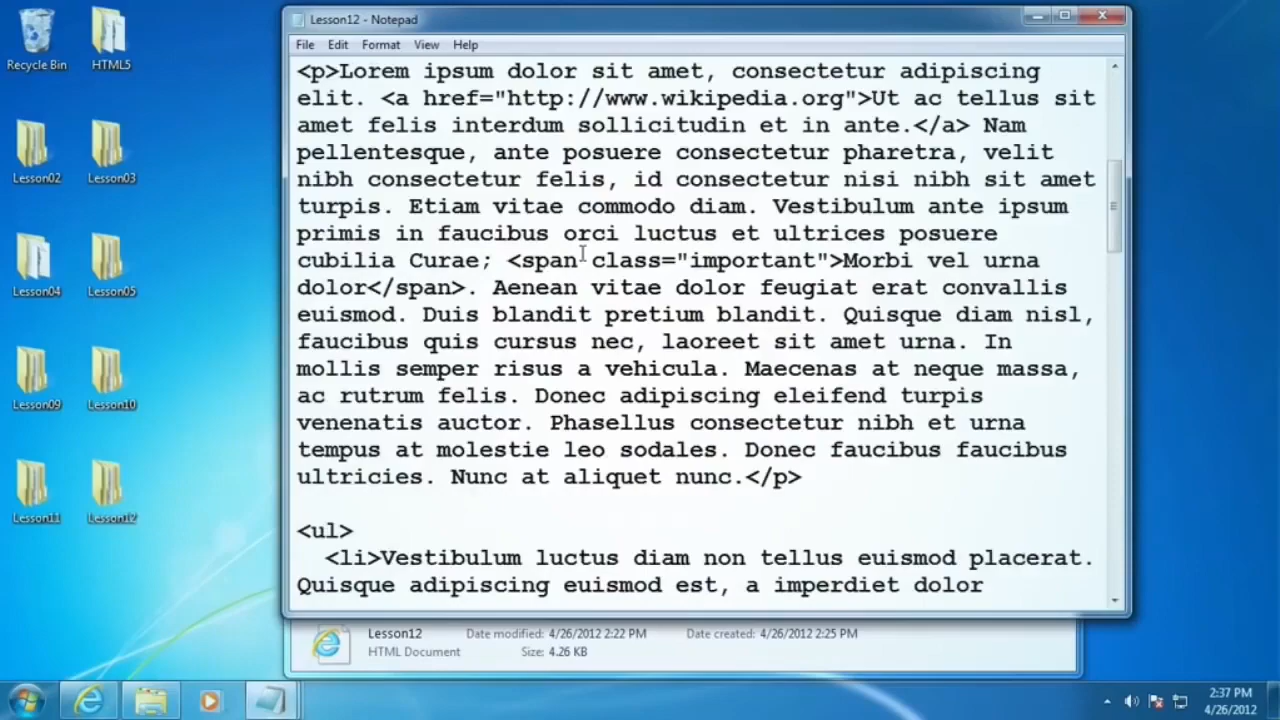 Recycle Bin
HTML5
Lesson02
Lesson03
Lesson04
Lesson05
Lesson09
Lesson10
Lesson11
Lesson12
Lesson12 - Notepad
File Edit Format View Help
<p>Lorem ipsum dolor sit amet, consectetur adipiscing
elit. <a href="http://www.wikipedia.org">Ut ac tellus sit
amet felis interdum sollicitudin et in ante.</a> Nam
pellentesque, ante posuere consectetur pharetra, velit
nibh consectetur felis, id consectetur nisi nibh sit amet
turpis. Etiam vitae commodo diam. Vestibulum ante ipsum
primis in faucibus orci luctus et ultrices posuere
cubilia Curae; <span class="important">Morbi vel urna
dolor</span>. Aenean vitae dolor feugiat erat convallis
euismod. Duis blandit pretium blandit. Quisque diam nisl,
faucibus quis cursus nec, laoreet sit amet urna. In
mollis semper risus a vehicula. Maecenas at neque massa,
ac rutrum felis. Donec adipiscing eleifend turpis
venenatis auctor. Phasellus consectetur nibh et urna
tempus at molestie leo sodales. Donec faucibus faucibus
ultricies. Nunc at aliquet nunc.</p>
<ul>
<li>Vestibulum luctus diam non tellus euismod placerat.
Quisque adipiscing euismod est, a imperdiet dolor
Lesson12 Date modified: 4/26/2012 2:22 PM Date created: 4/26/2012 2:25 PM
HTML Document Size: 4.26 KB
2:37 PM
4/26/2012